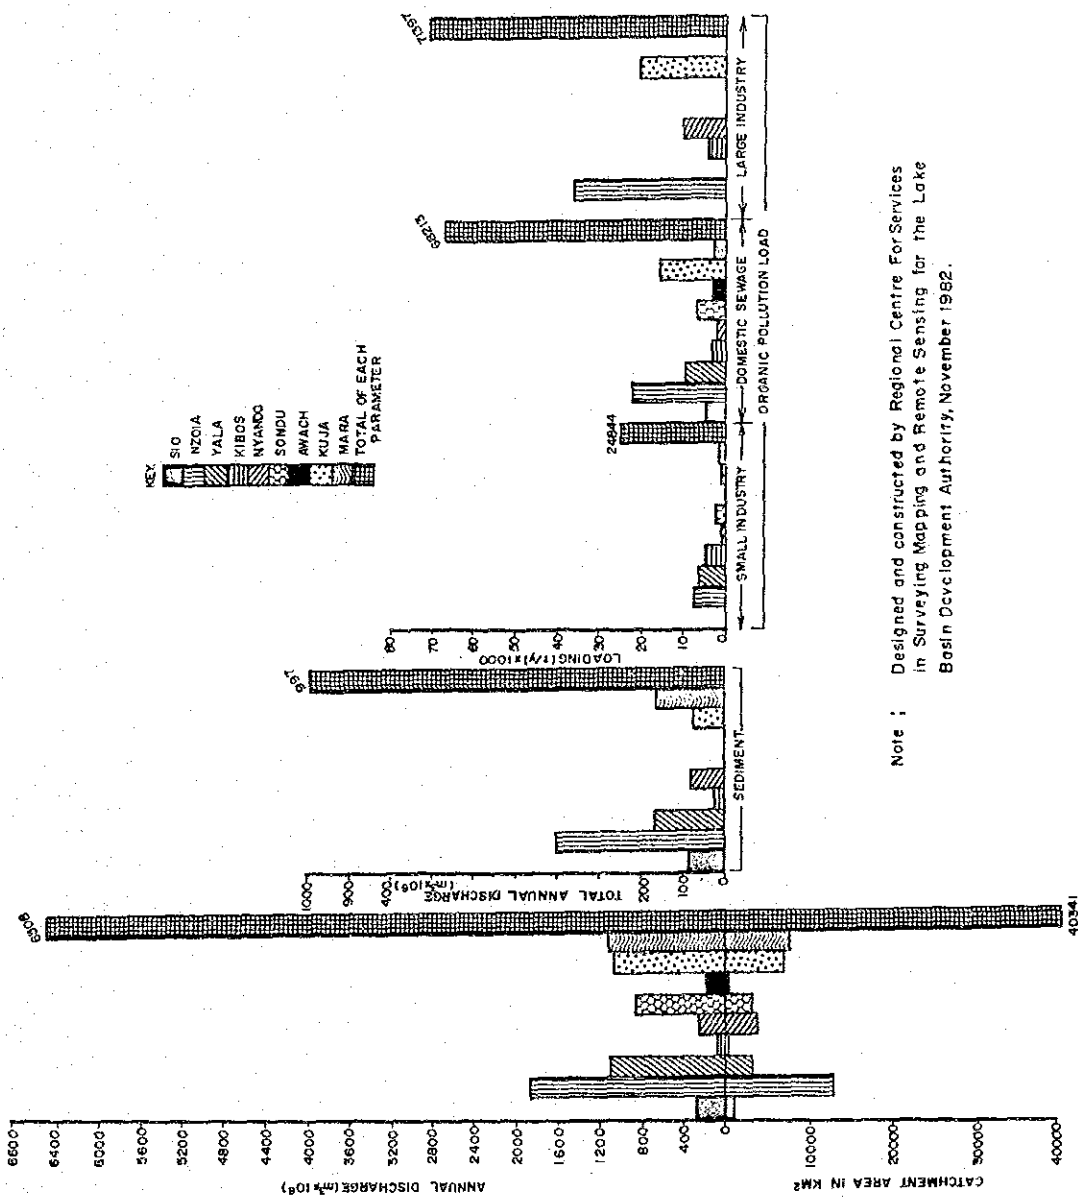 6600
6400
6000
5600
5200
4800
4400
4000
3600
3200
2800
2400
2000
1600
1200
800
400
0
10000
20000
30000
40000
ANNUAL DISCHARGE (m³x10⁶)
CATCHMENT AREA IN KM²
40341
1000
900
400
200
100
0
TOTAL ANNUAL DISCHARGE
(m³x10⁶)
997
SEDIMENT
80
70
60
50
40
30
20
10
0
LOADING (t/y)x1000
24844
68213
SMALL INDUSTRY
DOMESTIC SEWAGE
LARGE INDUSTRY
ORGANIC POLLUTION LOAD
KEY
SIO
NZOIA
YALA
KIBOS
NYANDO
SONDU
AWACH
KUJA
MARA
TOTAL OF EACH
PARAMETER
Note : Designed and constructed by Regional Centre For Services
in Surveying Mapping and Remote Sensing for the Lake
Basin Development Authority, November 1982.